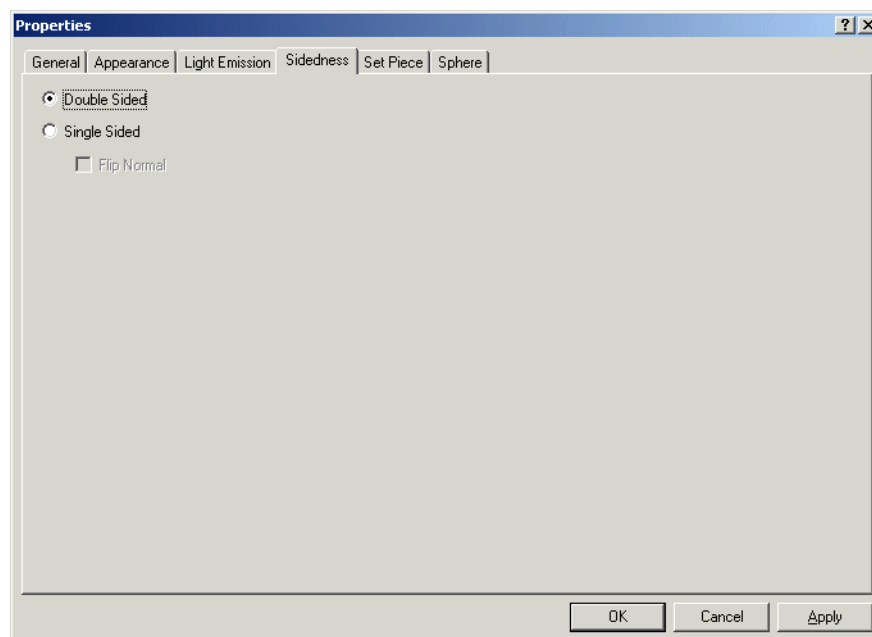 Properties
General Appearance Light Emission Sidedness Set Piece Sphere
Double Sided
Single Sided
Flip Normal
OK Cancel Apply